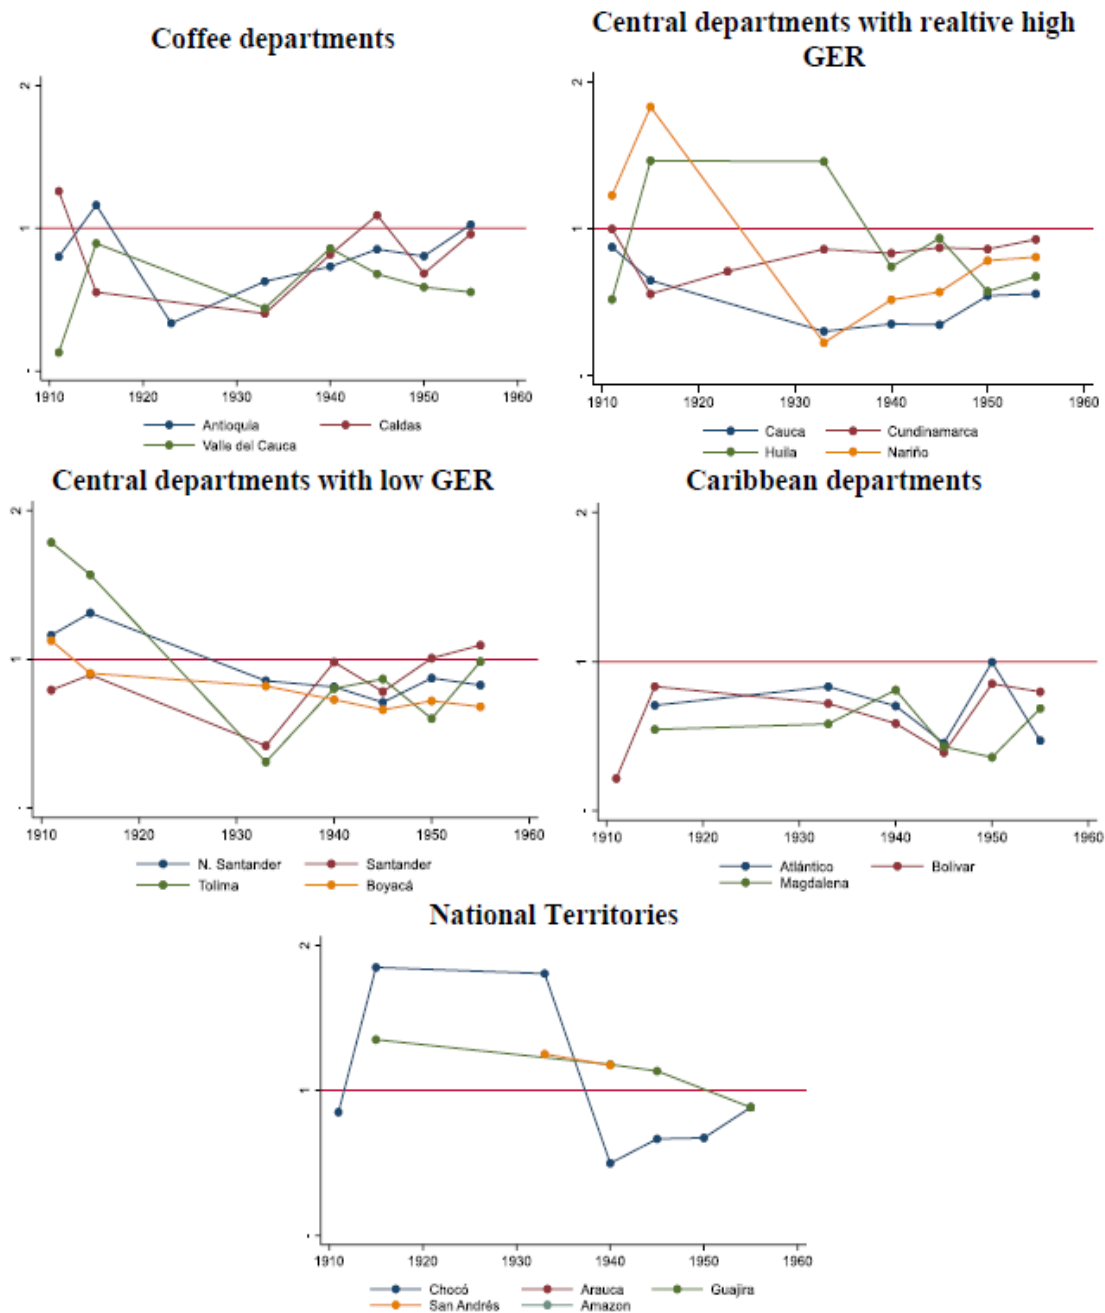 Coffee departments
Central departments with realtive high
GER
2
1
.
1910 1920 1930 1940 1950 1960
Antioquia Caldas
Valle del Cauca
2
1
.
1910 1920 1930 1940 1950 1960
Cauca Cundinamarca
Huila Nariño
Central departments with low GER
Caribbean departments
2
1
.
1910 1920 1930 1940 1950 1960
N. Santander Santander
Tolima Boyacá
2
1
.
1910 1920 1930 1940 1950 1960
Atlántico Bolivar
Magdalena
National Territories
2
1
.
1910 1920 1930 1940 1950 1960
Chocó Arauca Guajira
San Andrés Amazon